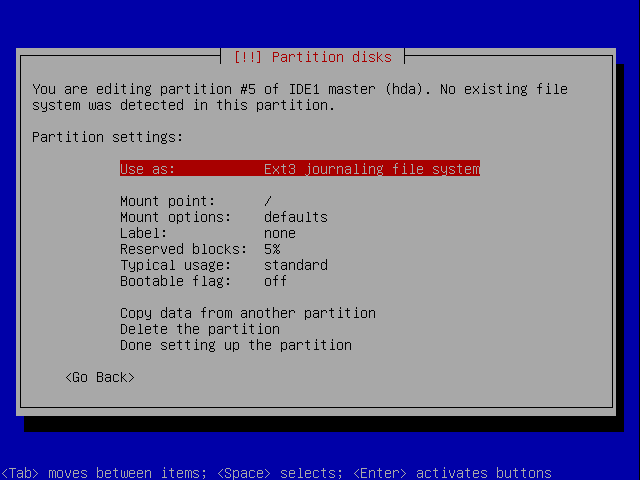 [!!] Partition disks
You are editing partition #5 of IDE1 master (hda). No existing file
system was detected in this partition.
Partition settings:
Use as: Ext3 journaling file system
Mount point: /
Mount options: defaults
Label: none
Reserved blocks: 5%
Typical usage: standard
Bootable flag: off
Copy data from another partition
Delete the partition
Done setting up the partition
<Go Back>
<Tab> moves between items; <Space> selects; <Enter> activates buttons